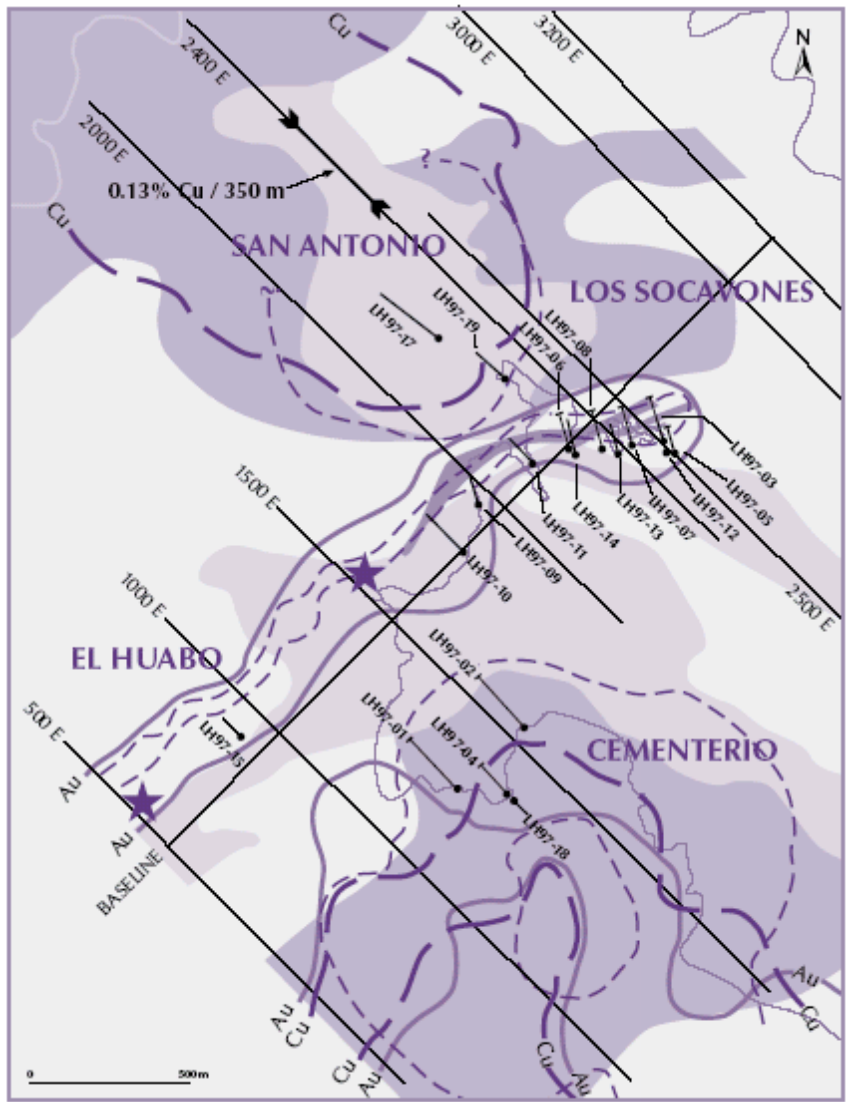 Cu
3000 E
3200 E
N
2400 E
2000 E
?
0.13% Cu / 350 m
Cu
SAN ANTONIO
LOS SOCAVONES
?
LH97-17
LH97-19
LH97-06
LH97-08
LH97-03
LH97-05
LH97-12
LH97-07
LH97-13
LH97-14
LH97-11
LH97-09
LH97-10
1500 E
2500 E
1000 E
EL HUABO
LH97-02
LH97-01
LH97-04
CEMENTERIO
500 E
LH97-15
Au
Au
LH97-18
BASELINE
Au
Cu
Au
Cu
Cu
Au
Cu
Au
0
500m